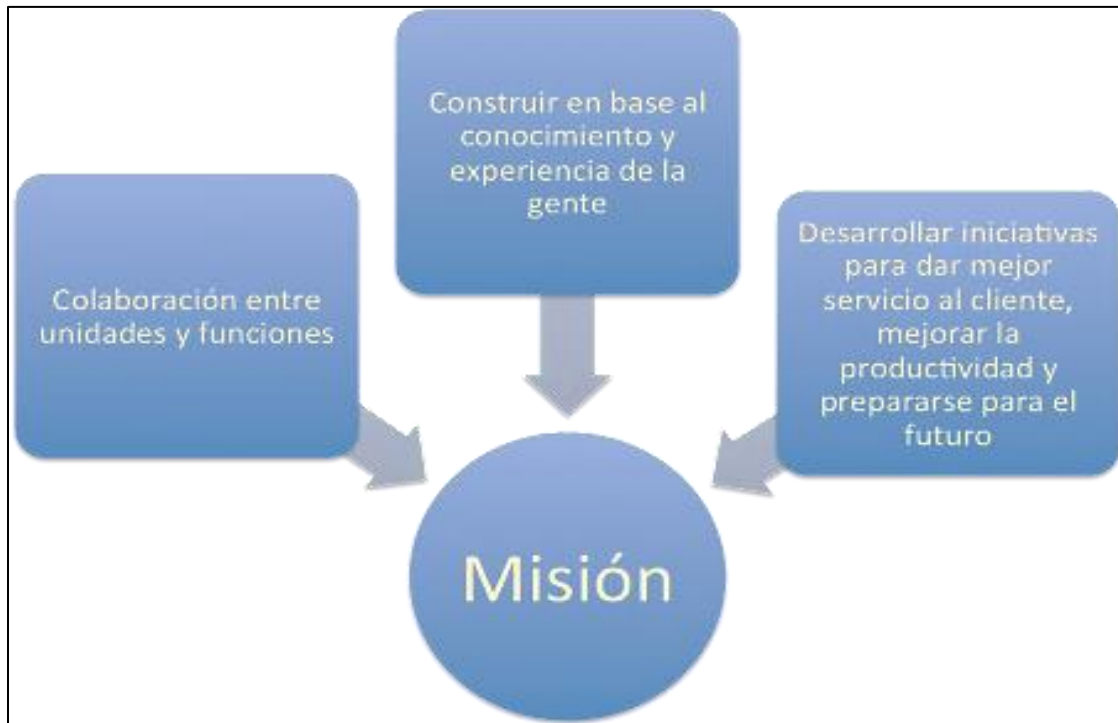 Construir en base al
conocimiento y
experiencia de la
gente
Colaboración entre
unidades y funciones
Desarrollar iniciativas
para dar mejor
servicio al cliente,
mejorar la
productividad y
prepararse para el
futuro
Misión